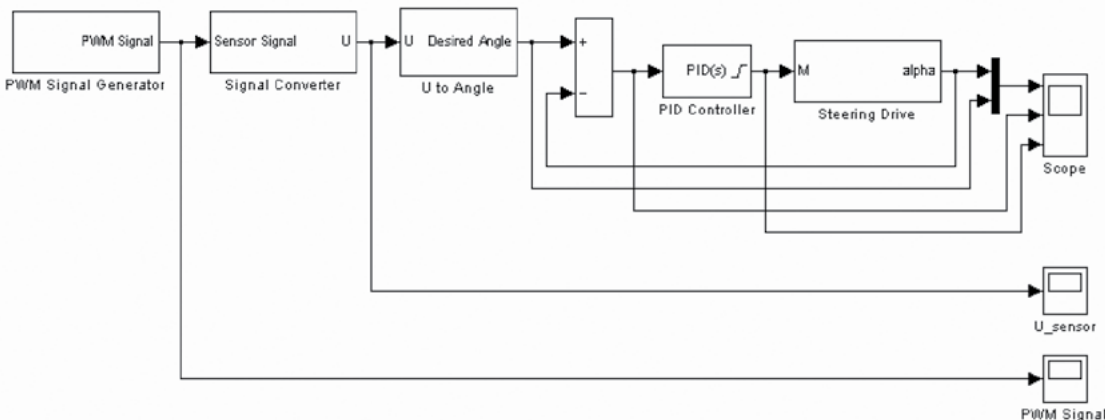 PWM Signal
PWM Signal Generator
Sensor Signal U
Signal Converter
U Desired Angle
U to Angle
+
−
PID(s)
PID Controller
M alpha
Steering Drive
Scope
U_sensor
PWM Signal